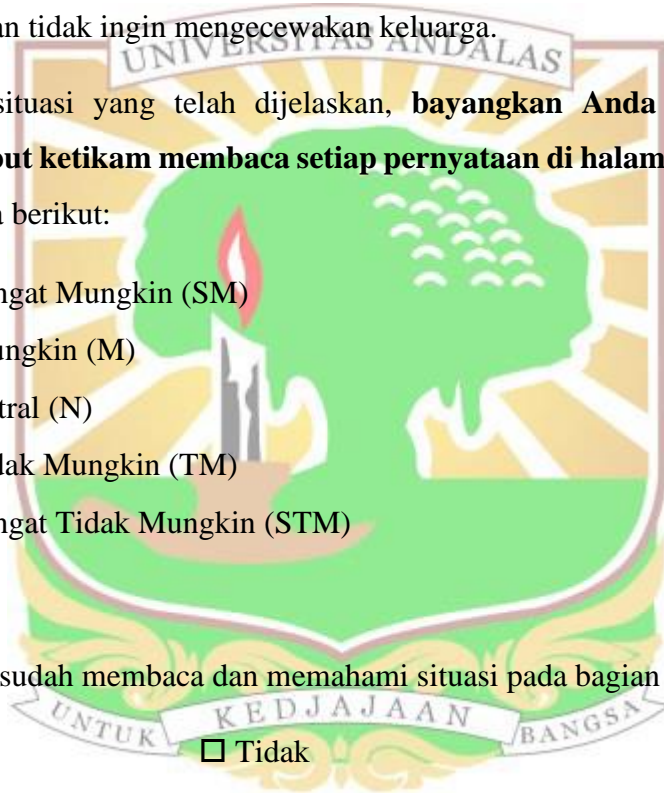 an tidak ingin mengecewakan keluarga.
UNIVERSITAS ANDALAS
situasi yang telah dijelaskan, bayangkan Anda
but ketikam membaca setiap pernyataan di halam
a berikut:
ngat Mungkin (SM)
ungkin (M)
tral (N)
dak Mungkin (TM)
ngat Tidak Mungkin (STM)
sudah membaca dan memahami situasi pada bagian
UNTUK KEDJAJAAN BANGSA
☐ Tidak